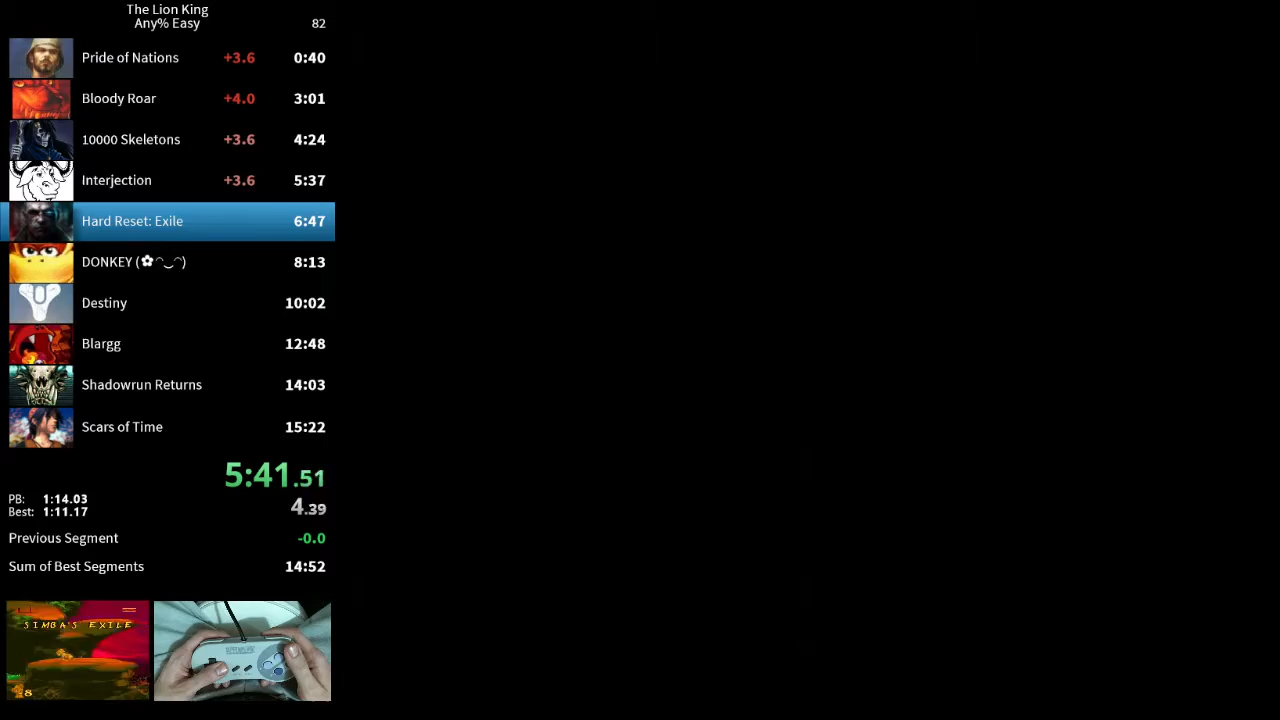 The Lion King
Any% Easy 82
Pride of Nations +3.6 0:40
Bloody Roar +4.0 3:01
10000 Skeletons +3.6 4:24
Interjection +3.6 5:37
Hard Reset: Exile 6:47
DONKEY (✿◠‿◠) 8:13
Destiny 10:02
Blargg 12:48
Shadowrun Returns 14:03
Scars of Time 15:22
5:41.51
PB: 1:14.03
4.39
Best: 1:11.17
Previous Segment -0.0
Sum of Best Segments 14:52
SIMBA'S EXILE
8